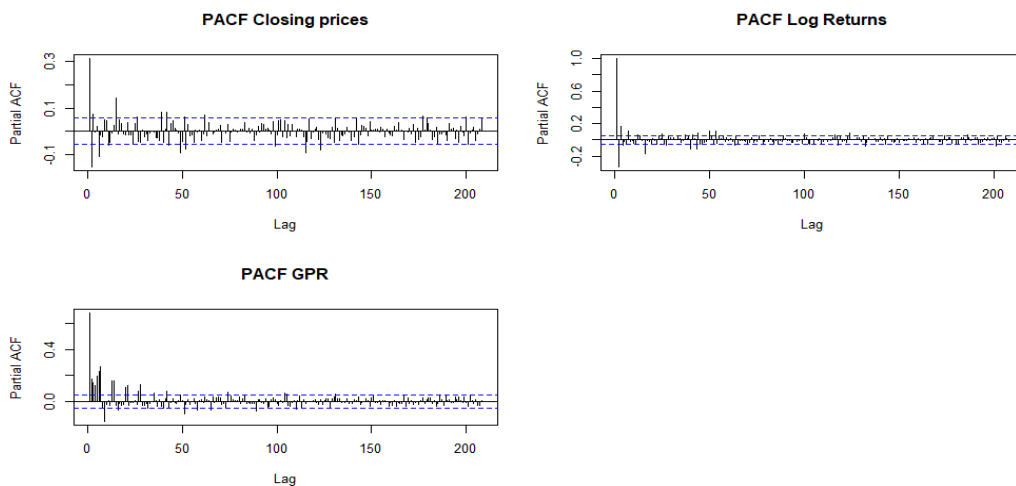 PACF Closing prices
Partial ACF
0.3
0.1
-0.1
0 50 100 150 200
Lag
PACF Log Returns
Partial ACF
1.0
0.6
0.2
-0.2
0 50 100 150 200
Lag
PACF GPR
Partial ACF
0.4
0.0
0 50 100 150 200
Lag